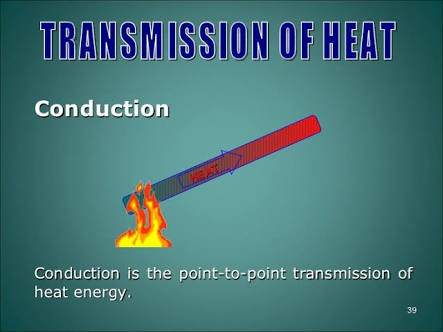 TRANSMISSION OF HEAT
Conduction
HEAT
Conduction is the point-to-point transmission of
heat energy.
39